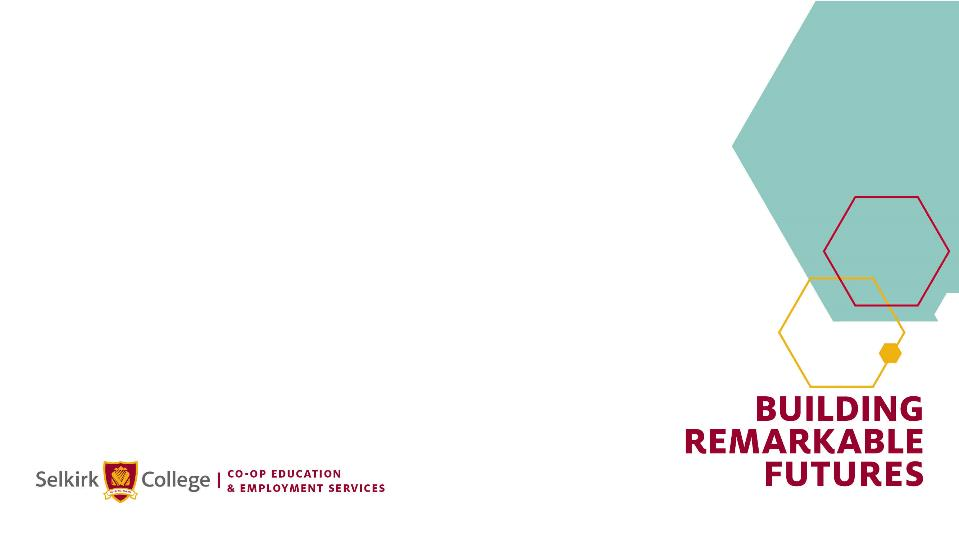 BUILDING
REMARKABLE
FUTURES
Selkirk College | CO-OP EDUCATION
& EMPLOYMENT SERVICES